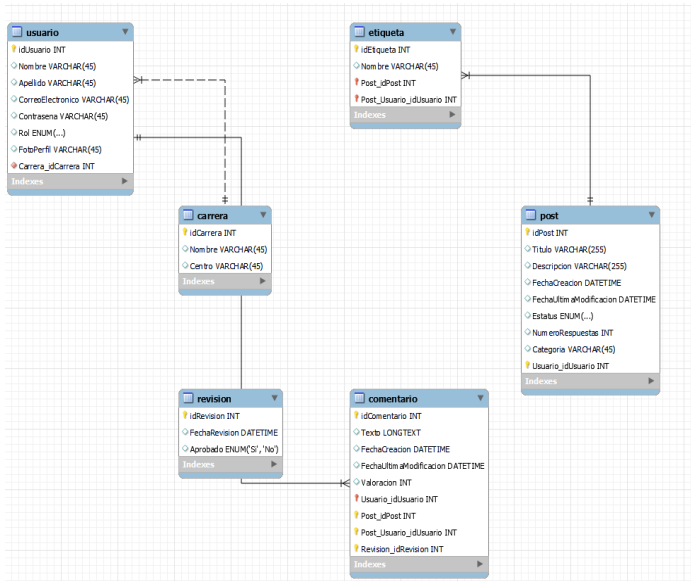 usuario
idUsuario INT
Nombre VARCHAR(45)
Apellido VARCHAR(45)
CorreoElectronico VARCHAR(45)
Contrasena VARCHAR(45)
Rol ENUM(...)
FotoPerfil VARCHAR(45)
Carrera_idCarrera INT
Indexes
etiqueta
idEtiqueta INT
Nombre VARCHAR(45)
Post_idPost INT
Post_Usuario_idUsuario INT
Indexes
carrera
idCarrera INT
Nombre VARCHAR(45)
Centro VARCHAR(45)
Indexes
post
idPost INT
Titulo VARCHAR(255)
Descripcion VARCHAR(255)
FechaCreacion DATETIME
FechaUltimaModificacion DATETIME
Estatus ENUM(...)
NumeroRespuestas INT
Categoria VARCHAR(45)
Usuario_idUsuario INT
Indexes
revision
idRevision INT
FechaRevision DATETIME
Aprobado ENUM('Si','No')
Indexes
comentario
idComentario INT
Texto LONGTEXT
FechaCreacion DATETIME
FechaUltimaModificacion DATETIME
Valoracion INT
Usuario_idUsuario INT
Post_idPost INT
Post_Usuario_idUsuario INT
Revision_idRevision INT
Indexes